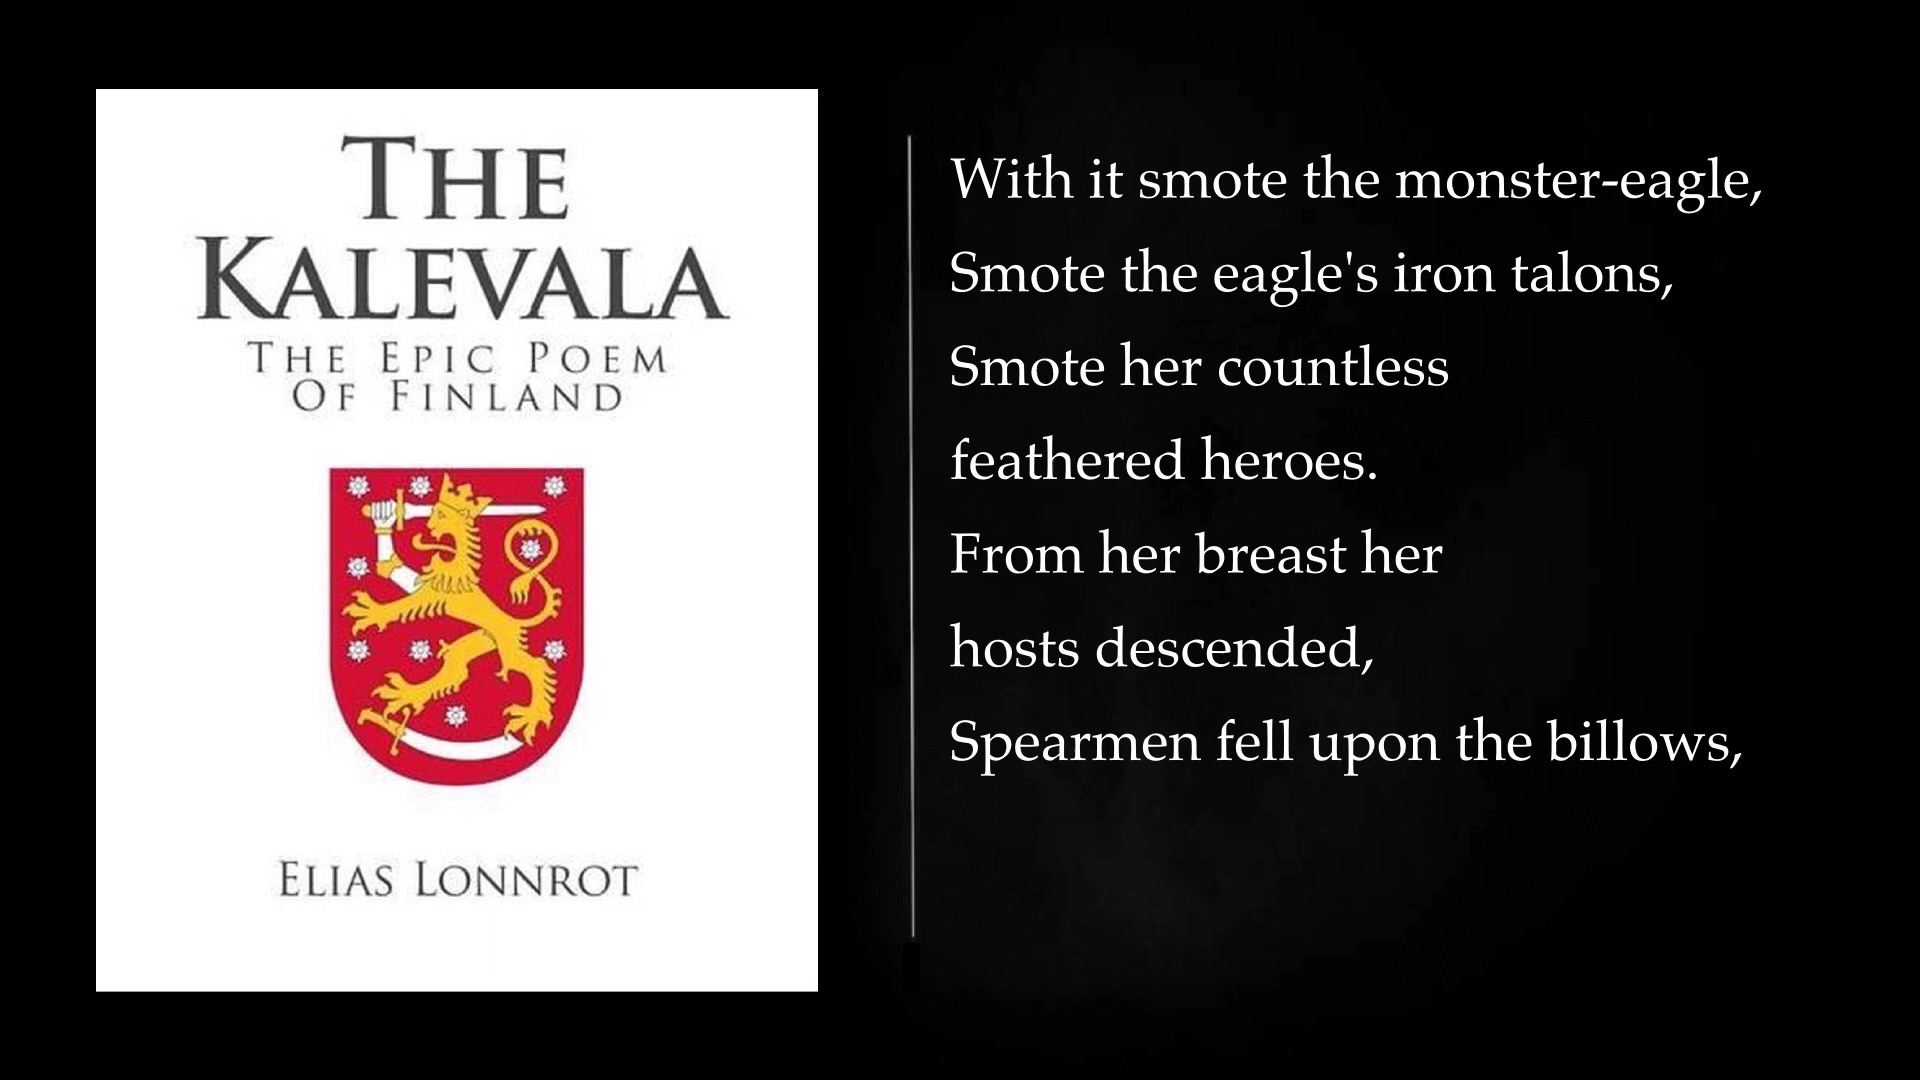 THE
KALEVALA
THE EPIC POEM
OF FINLAND
ELIAS LONNROT
With it smote the monster-eagle,
Smote the eagle's iron talons,
Smote her countless
feathered heroes.
From her breast her
hosts descended,
Spearmen fell upon the billows,